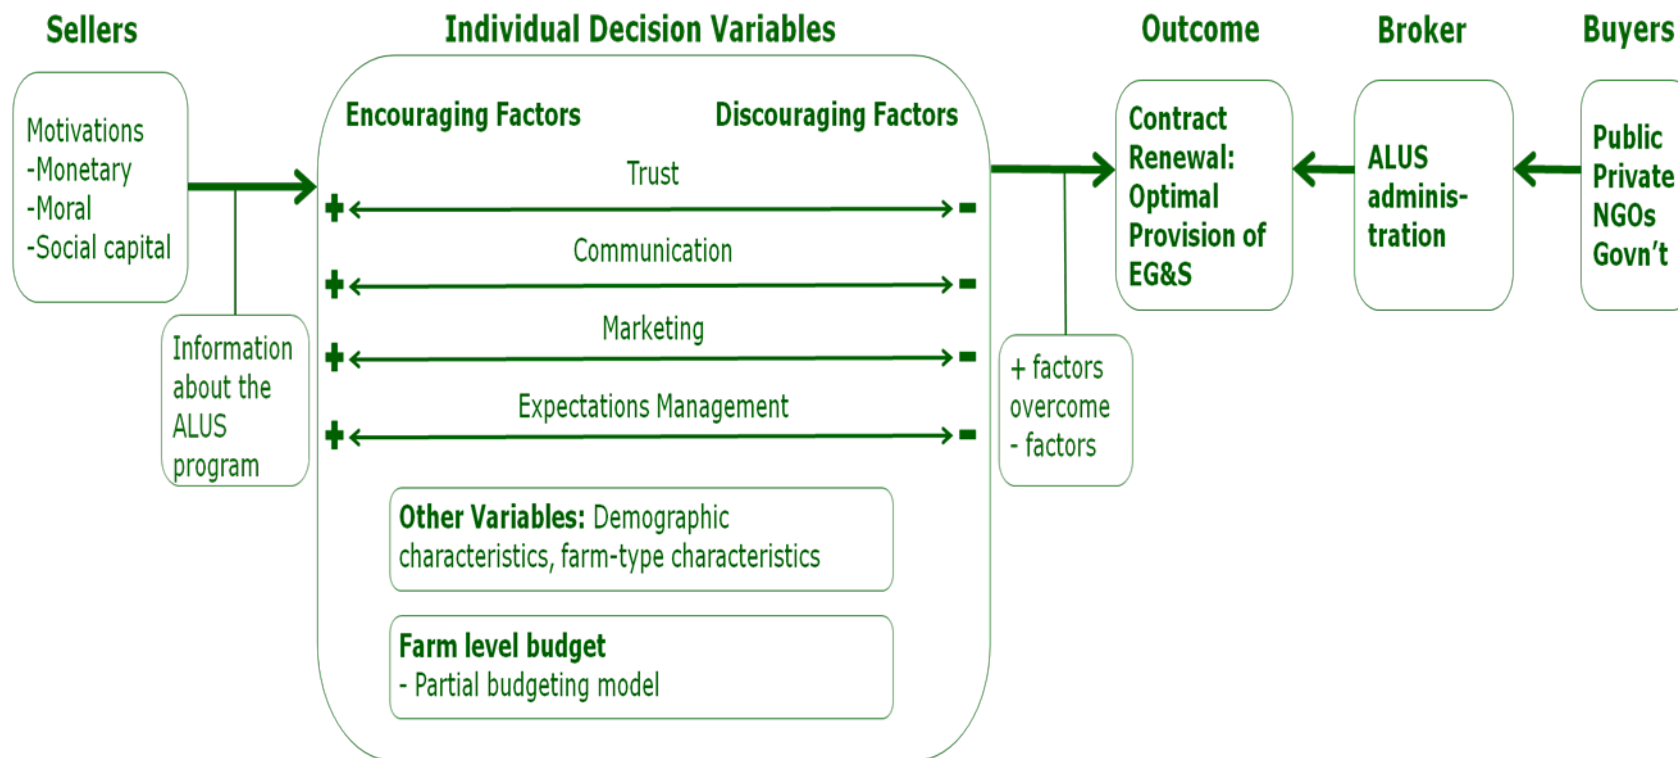 Sellers
Individual Decision Variables
Outcome
Broker
Buyers
Motivations
-Monetary
-Moral
-Social capital
Information
about the
ALUS
program
Encouraging Factors
Discouraging Factors
Trust
+ -
Communication
+ -
Marketing
+ -
Expectations Management
+ -
Other Variables: Demographic
characteristics, farm-type characteristics
Farm level budget
- Partial budgeting model
+ factors
overcome
- factors
Contract
Renewal:
Optimal
Provision of
EG&S
ALUS
adminis-
tration
Public
Private
NGOs
Govn't